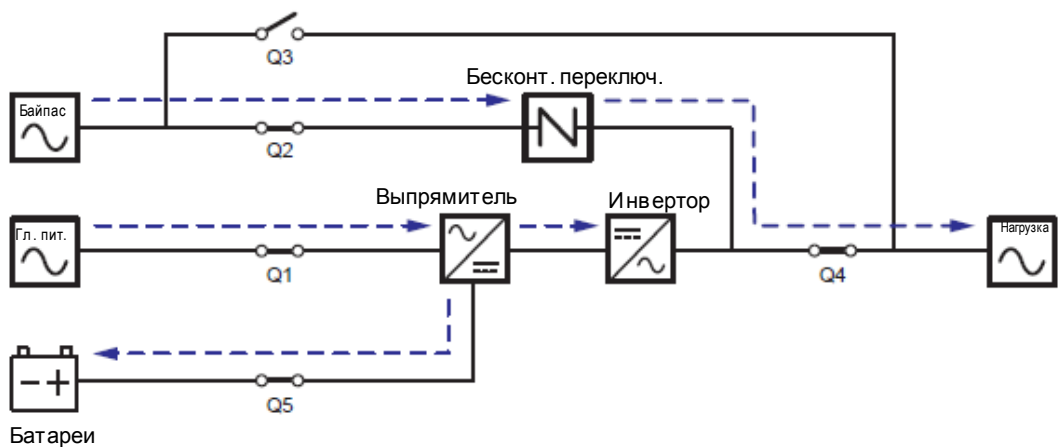 Q3
Бесконт. переключ.
Байпас
Q2
Выпрямитель
Инвертор
Гл. пит.
Нагрузка
Q1
Q4
Q5
Батареи